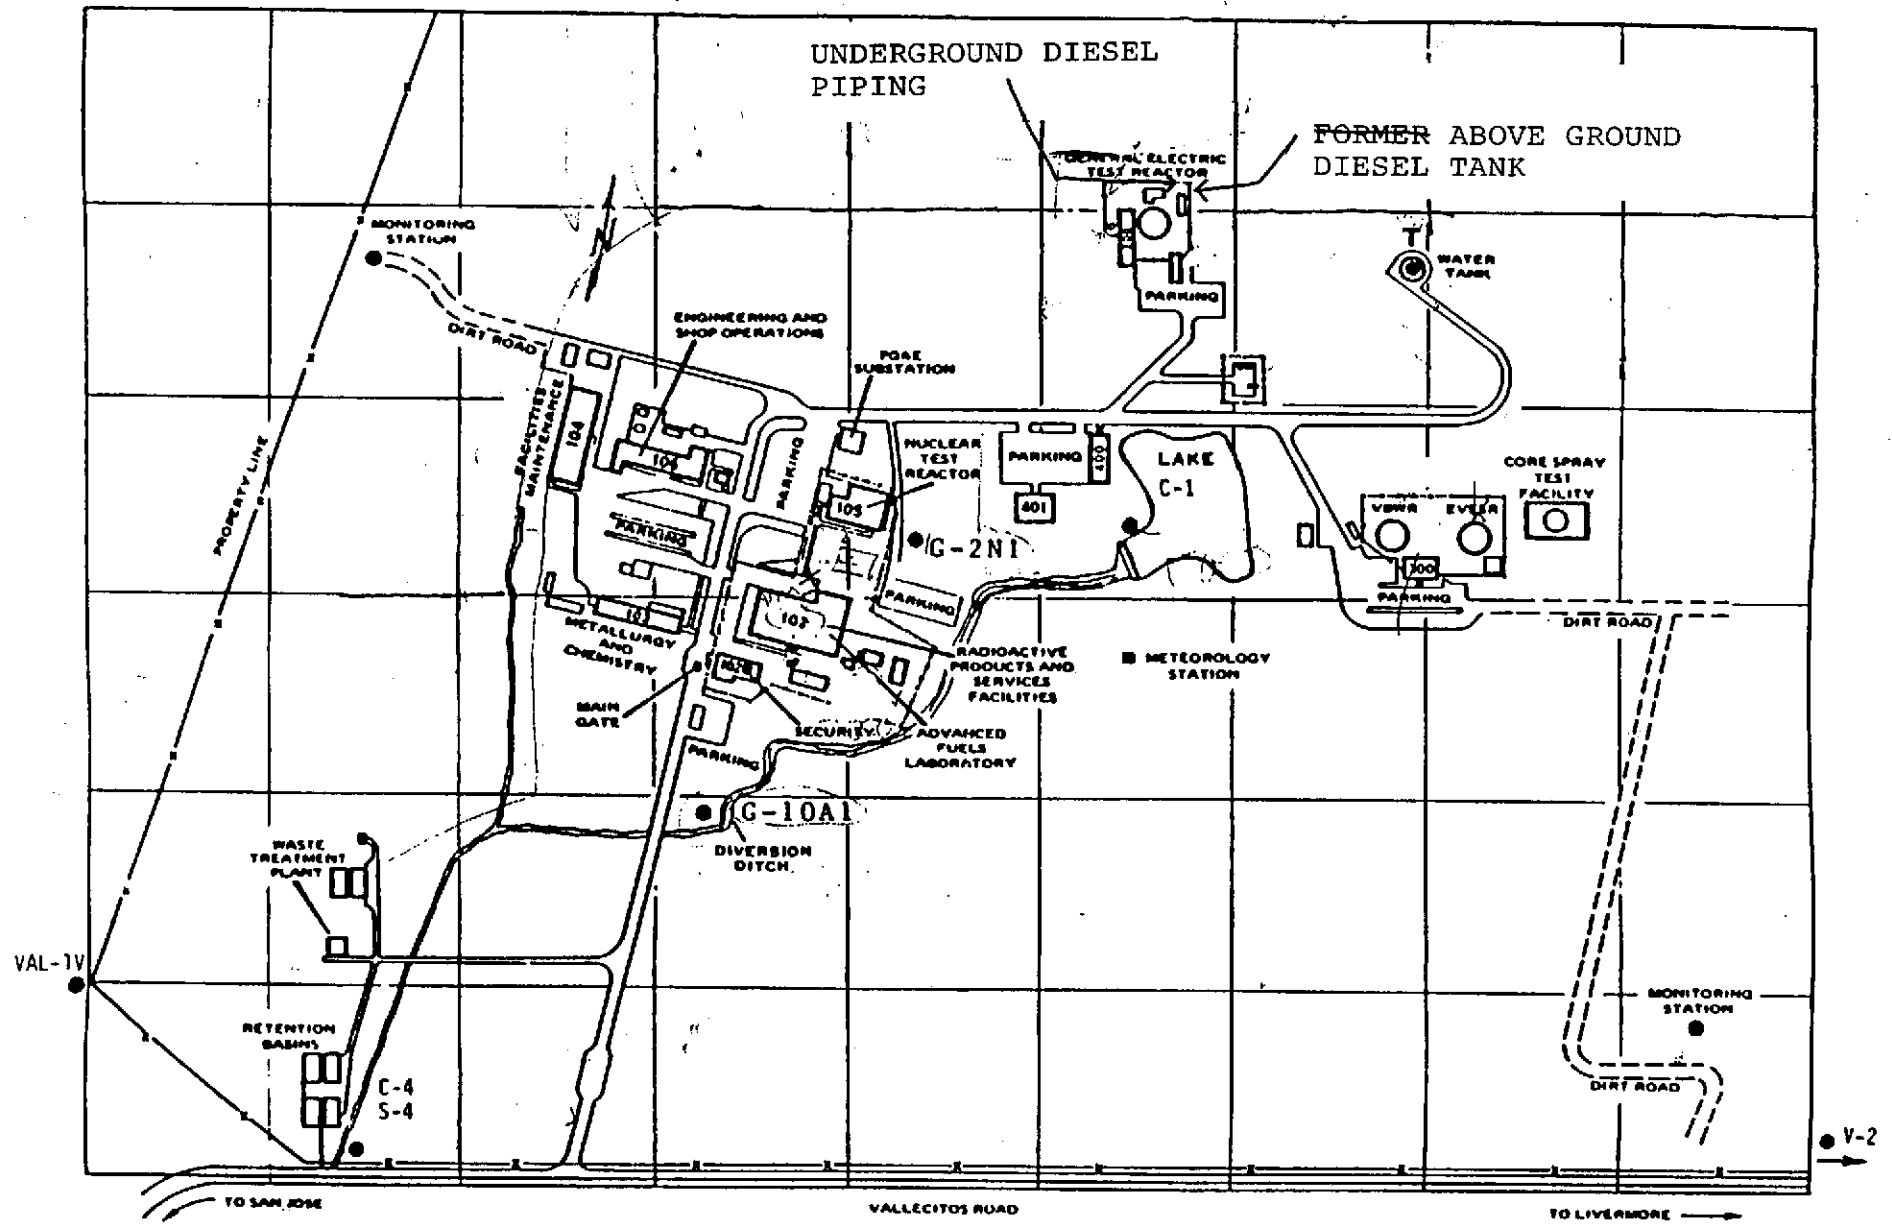 UNDERGROUND DIESEL
PIPING
FORMER ABOVE GROUND
DIESEL TANK
GENERAL ELECTRIC
TEST REACTOR
MONITORING
STATION
T
WATER
TANK
PARKING
ENGINEERING AND
SHOP OPERATIONS
DIRT ROAD
PG&E
SUBSTATION
FACILITIES
MAINTENANCE
104
106
PARKING
NUCLEAR
TEST
REACTOR
PARKING
400
LAKE
C-1
CORE SPRAY
TEST
FACILITY
PROPERTY LINE
105
401
VBWR
EVESR
PARKING
G-2N1
300
PARKING
PARKING
DIRT ROAD
102
103
METALLURGY
AND
CHEMISTRY
RADIOACTIVE
PRODUCTS AND
SERVICES
FACILITIES
METEOROLOGY
STATION
MAIN
GATE
SECURITY
ADVANCED
FUELS
LABORATORY
PARKING
G-10A1
DIVERSION
DITCH
WASTE
TREATMENT
PLANT
VAL-1V
MONITORING
STATION
RETENTION
BASINS
C-4
S-4
DIRT ROAD
V-2
TO SAN JOSE
VALLECITOS ROAD
TO LIVERMORE